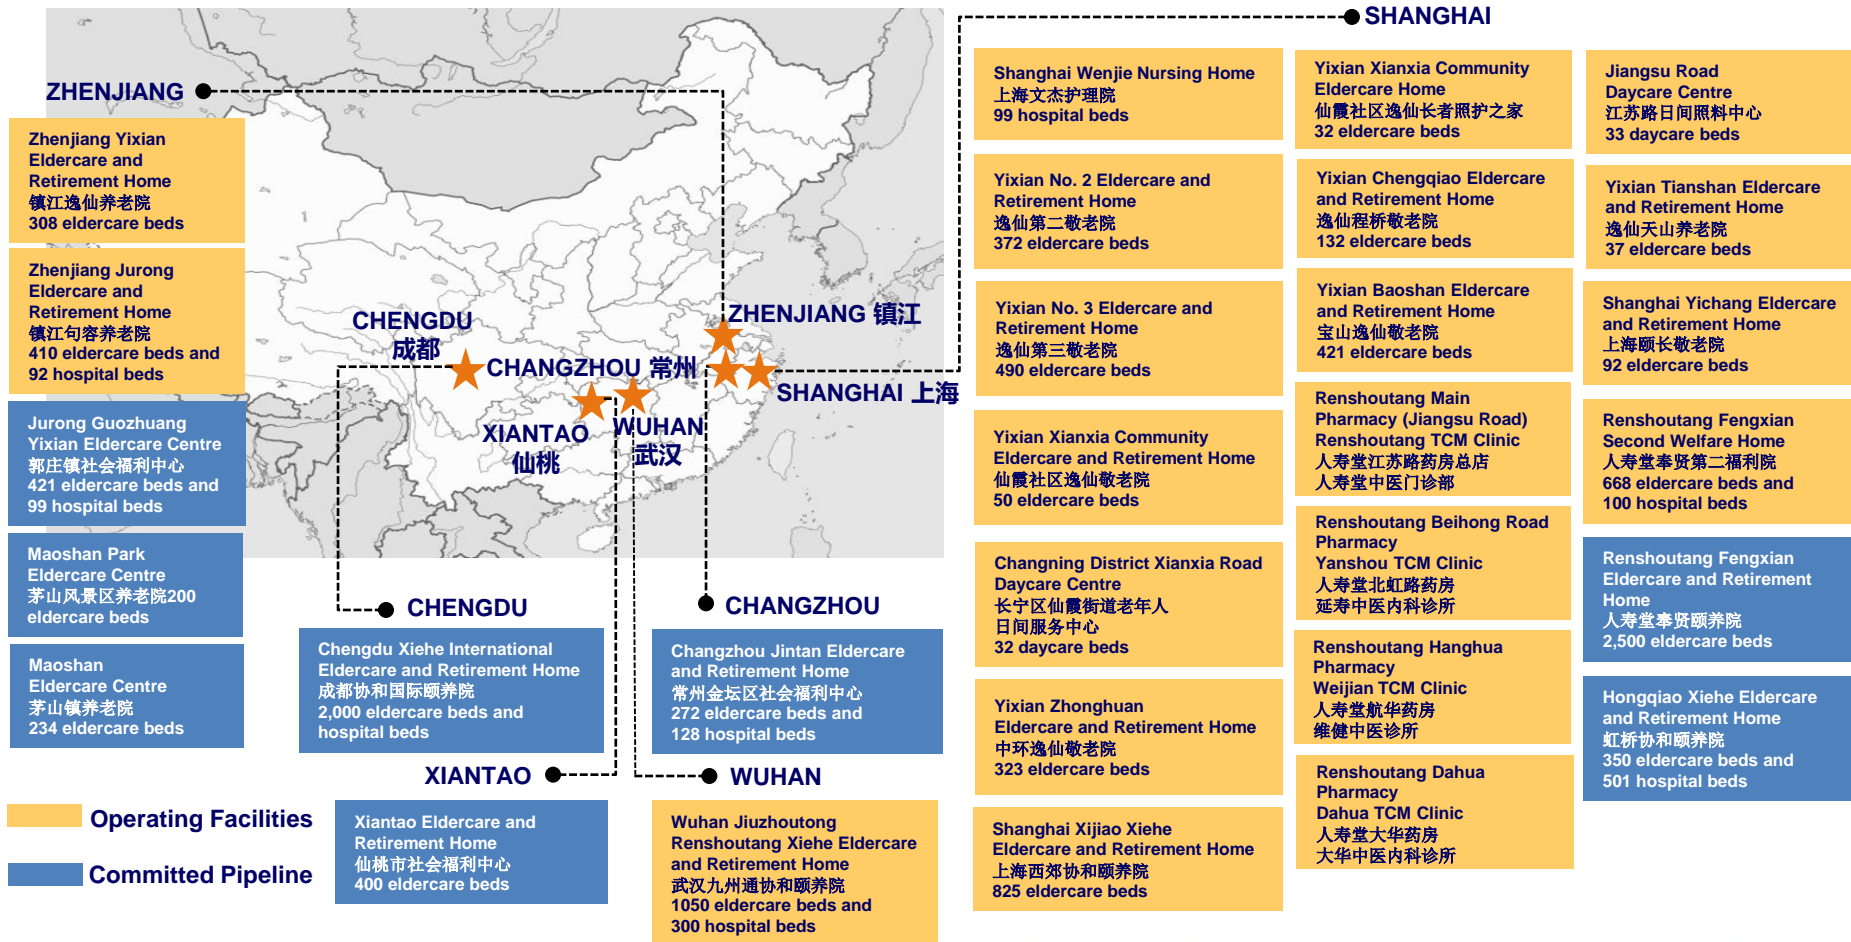 SHANGHAI
ZHENJIANG
Zhenjiang Yixian
Eldercare and
Retirement Home
镇江逸仙养老院
308 eldercare beds
Zhenjiang Jurong
Eldercare and
Retirement Home
镇江句容养老院
410 eldercare beds and
92 hospital beds
Jurong Guozhuang
Yixian Eldercare Centre
郭庄镇社会福利中心
421 eldercare beds and
99 hospital beds
Maoshan Park
Eldercare Centre
茅山风景区养老院200
eldercare beds
Maoshan
Eldercare Centre
茅山镇养老院
234 eldercare beds
Operating Facilities
Committed Pipeline
ZHENJIANG 镇江
CHENGDU
成都
CHANGZHOU 常州
SHANGHAI 上海
XIANTAO
仙桃
WUHAN
武汉
CHENGDU
Chengdu Xiehe International
Eldercare and Retirement Home
成都协和国际颐养院
2,000 eldercare beds and
hospital beds
CHANGZHOU
Changzhou Jintan Eldercare
and Retirement Home
常州金坛区社会福利中心
272 eldercare beds and
128 hospital beds
XIANTAO
Xiantao Eldercare and
Retirement Home
仙桃市社会福利中心
400 eldercare beds
WUHAN
Wuhan Jiuzhoutong
Renshoutang Xiehe Eldercare
and Retirement Home
武汉九州通协和颐养院
1050 eldercare beds and
300 hospital beds
Shanghai Wenjie Nursing Home
上海文杰护理院
99 hospital beds
Yixian No. 2 Eldercare and
Retirement Home
逸仙第二敬老院
372 eldercare beds
Yixian No. 3 Eldercare and
Retirement Home
逸仙第三敬老院
490 eldercare beds
Yixian Xianxia Community
Eldercare and Retirement Home
仙霞社区逸仙敬老院
50 eldercare beds
Changning District Xianxia Road
Daycare Centre
长宁区仙霞街道老年人
日间服务中心
32 daycare beds
Yixian Zhonghuan
Eldercare and Retirement Home
中环逸仙敬老院
323 eldercare beds
Shanghai Xijiao Xiehe
Eldercare and Retirement Home
上海西郊协和颐养院
825 eldercare beds
Yixian Xianxia Community
Eldercare Home
仙霞社区逸仙长者照护之家
32 eldercare beds
Yixian Chengqiao Eldercare
and Retirement Home
逸仙程桥敬老院
132 eldercare beds
Yixian Baoshan Eldercare
and Retirement Home
宝山逸仙敬老院
421 eldercare beds
Renshoutang Main
Pharmacy (Jiangsu Road)
Renshoutang TCM Clinic
人寿堂江苏路药房总店
人寿堂中医门诊部
Renshoutang Beihong Road
Pharmacy
Yanshou TCM Clinic
人寿堂北虹路药房
延寿中医内科诊所
Renshoutang Hanghua
Pharmacy
Weijian TCM Clinic
人寿堂航华药房
维健中医诊所
Renshoutang Dahua
Pharmacy
Dahua TCM Clinic
人寿堂大华药房
大华中医内科诊所
Jiangsu Road
Daycare Centre
江苏路日间照料中心
33 daycare beds
Yixian Tianshan Eldercare
and Retirement Home
逸仙天山养老院
37 eldercare beds
Shanghai Yichang Eldercare
and Retirement Home
上海颐长敬老院
92 eldercare beds
Renshoutang Fengxian
Second Welfare Home
人寿堂奉贤第二福利院
668 eldercare beds and
100 hospital beds
Renshoutang Fengxian
Eldercare and Retirement
Home
人寿堂奉贤颐养院
2,500 eldercare beds
Hongqiao Xiehe Eldercare
and Retirement Home
虹桥协和颐养院
350 eldercare beds and
501 hospital beds